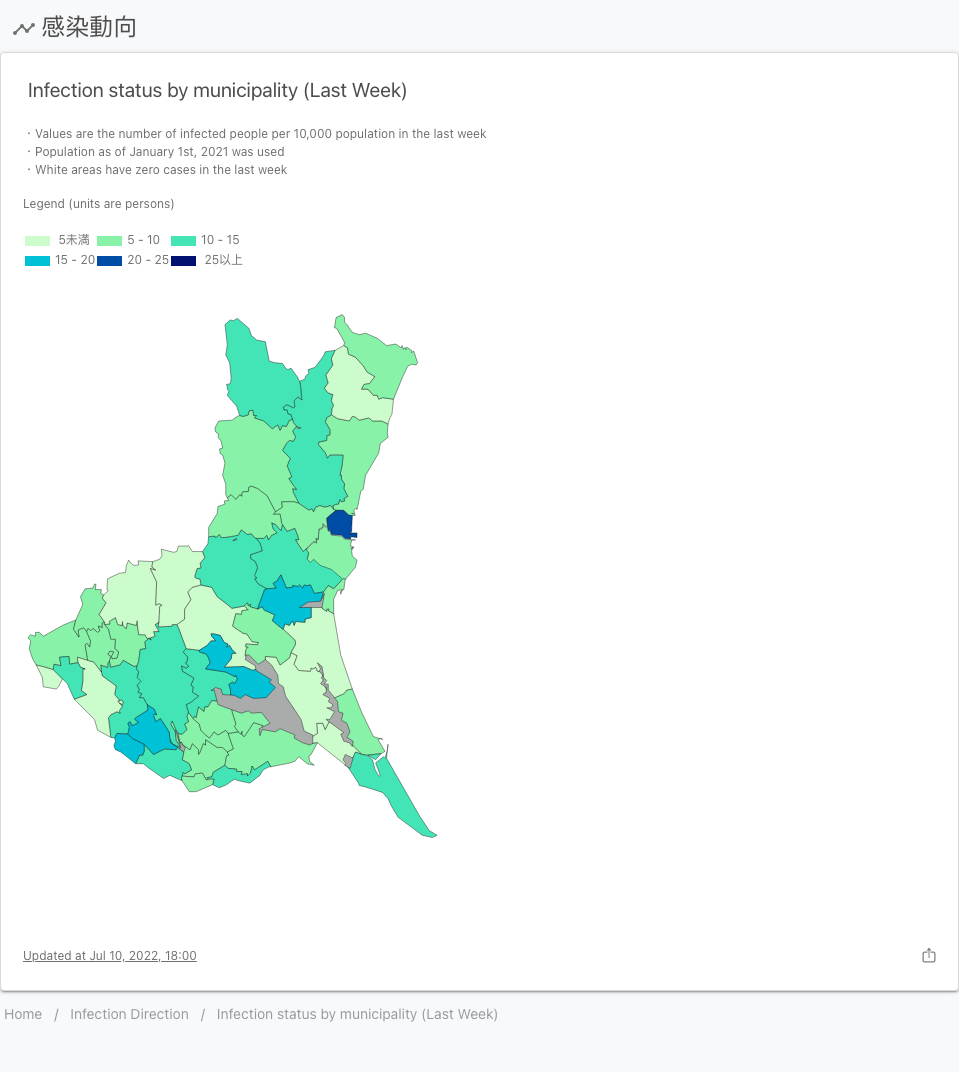 感染動向
Infection status by municipality (Last Week)
・Values are the number of infected people per 10,000 population in the last week
・Population as of January 1st, 2021 was used
・White areas have zero cases in the last week
Legend (units are persons)
5未満 5 - 10 10 - 15
15 - 20 20 - 25 25以上
Updated at Jul 10, 2022, 18:00
Home / Infection Direction / Infection status by municipality (Last Week)